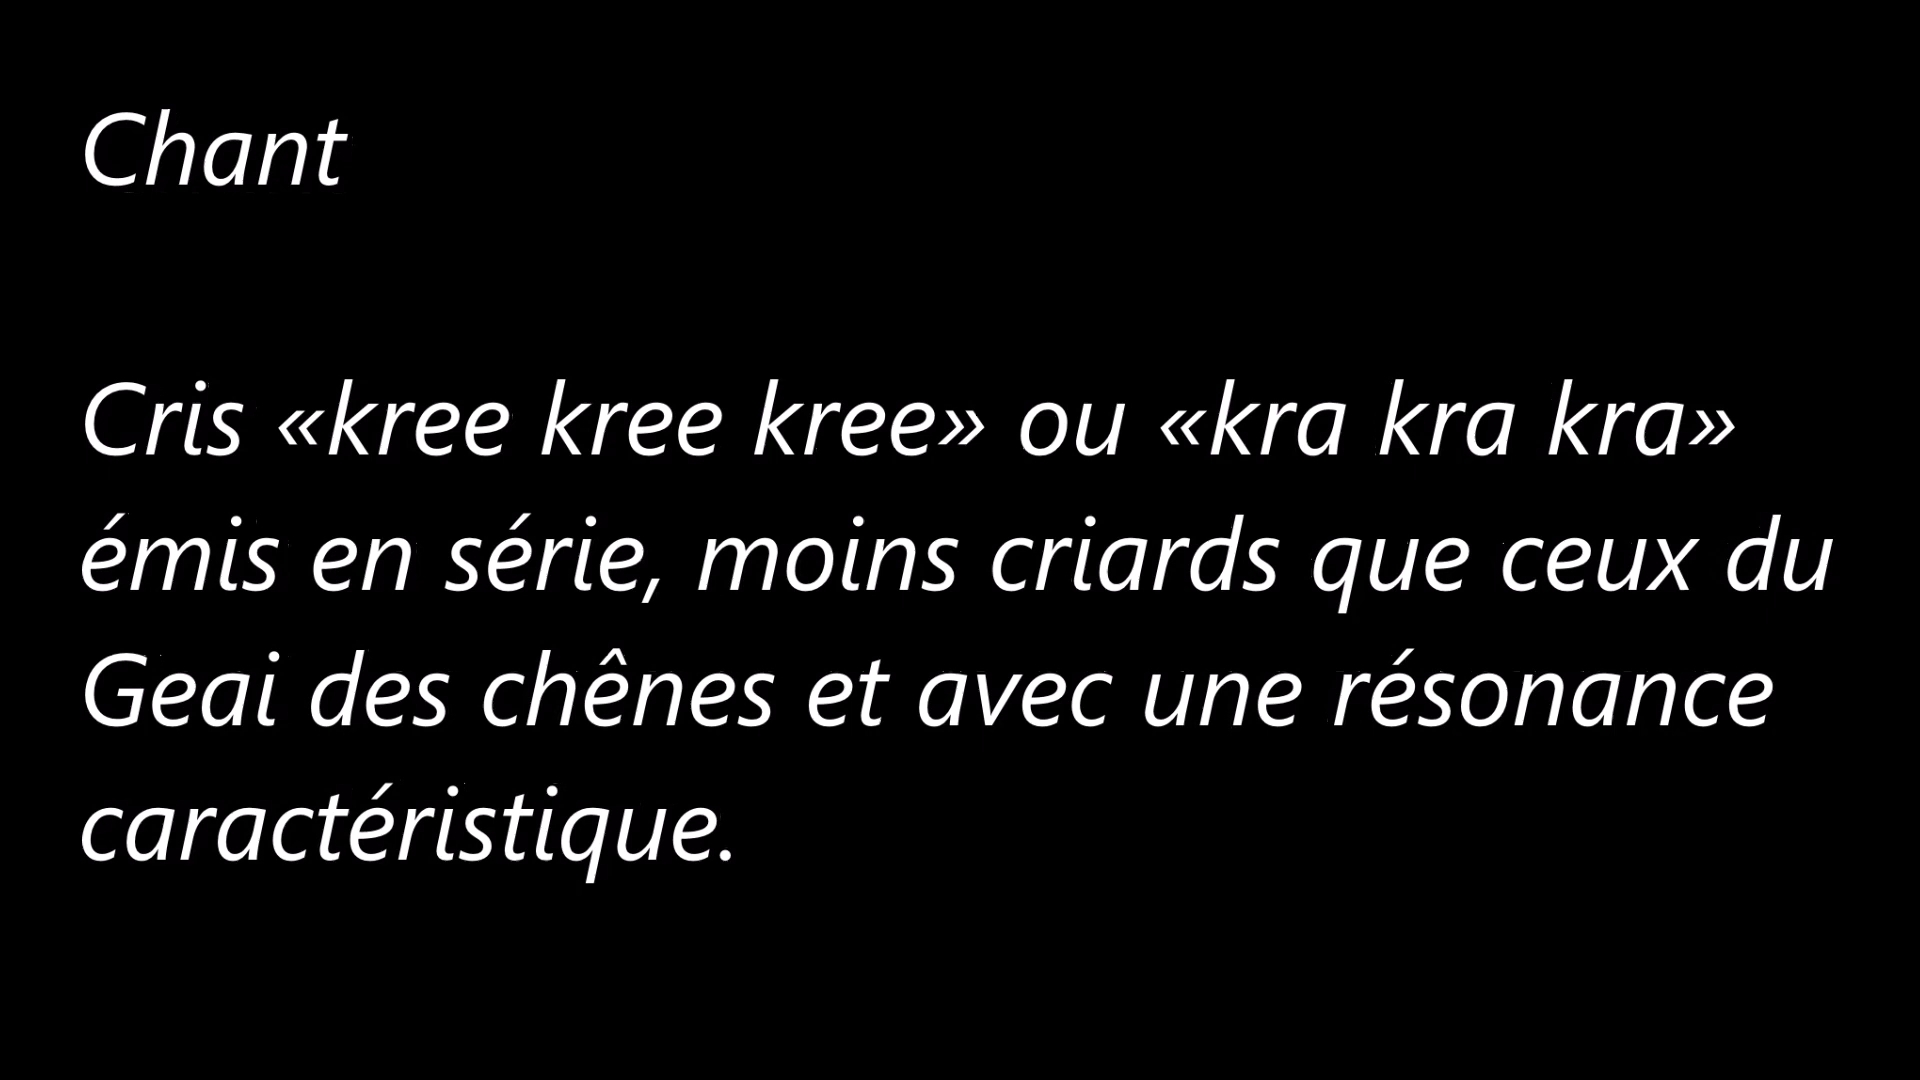 Chant
Cris «kree kree kree» ou «kra kra kra»
émis en série, moins criards que ceux du
Geai des chênes et avec une résonance
caractéristique.